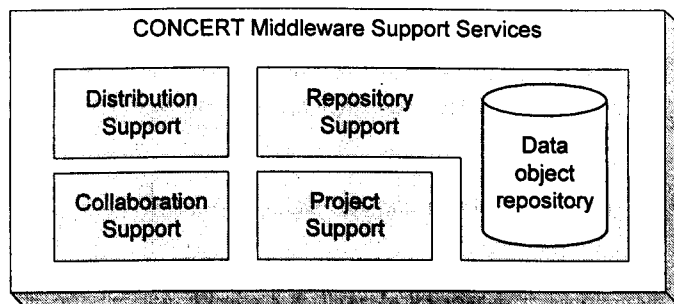 CONCERT Middleware Support Services
Distribution
Support
Repository
Support
Data
object
repository
Collaboration
Support
Project
Support